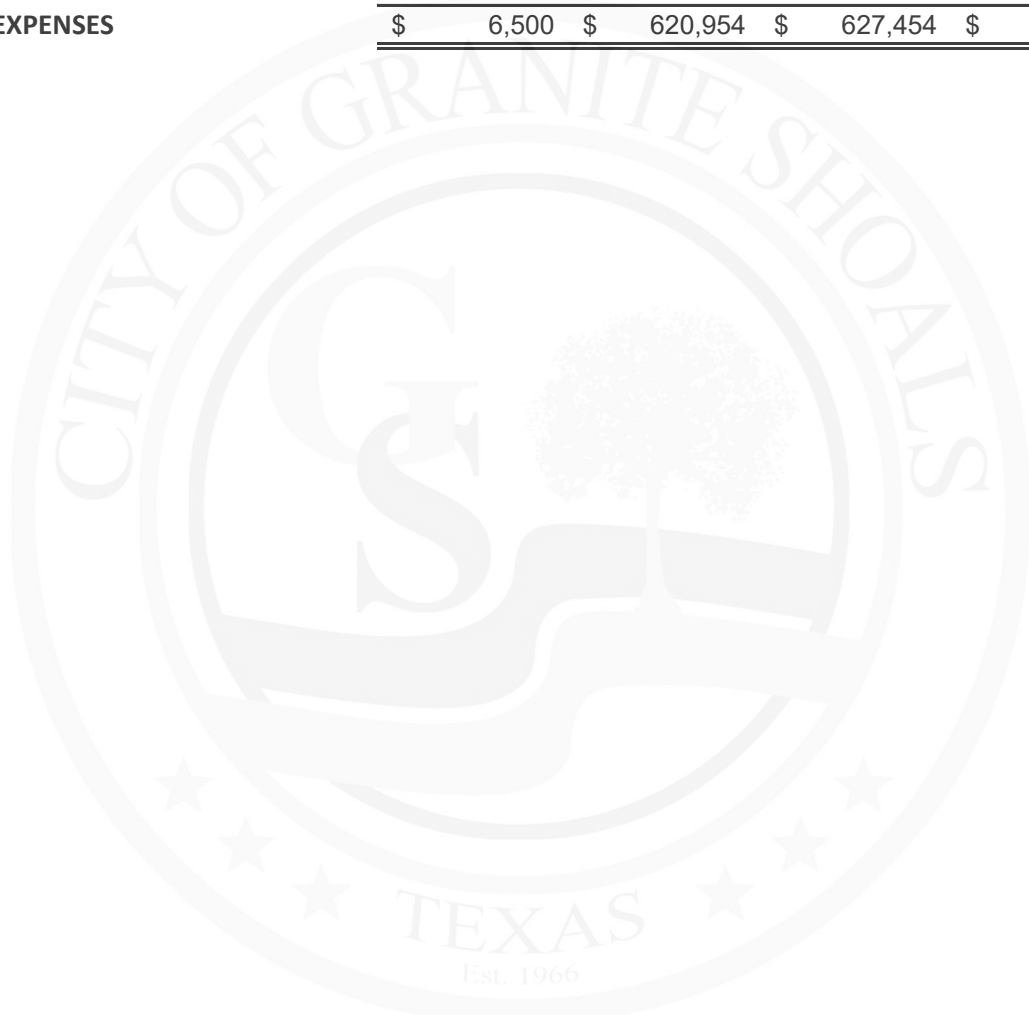 EXPENSES $ 6,500 $ 620,954 $ 627,454 $
CITY OF GRANITE SHOALS
GS
TEXAS
Est. 1966